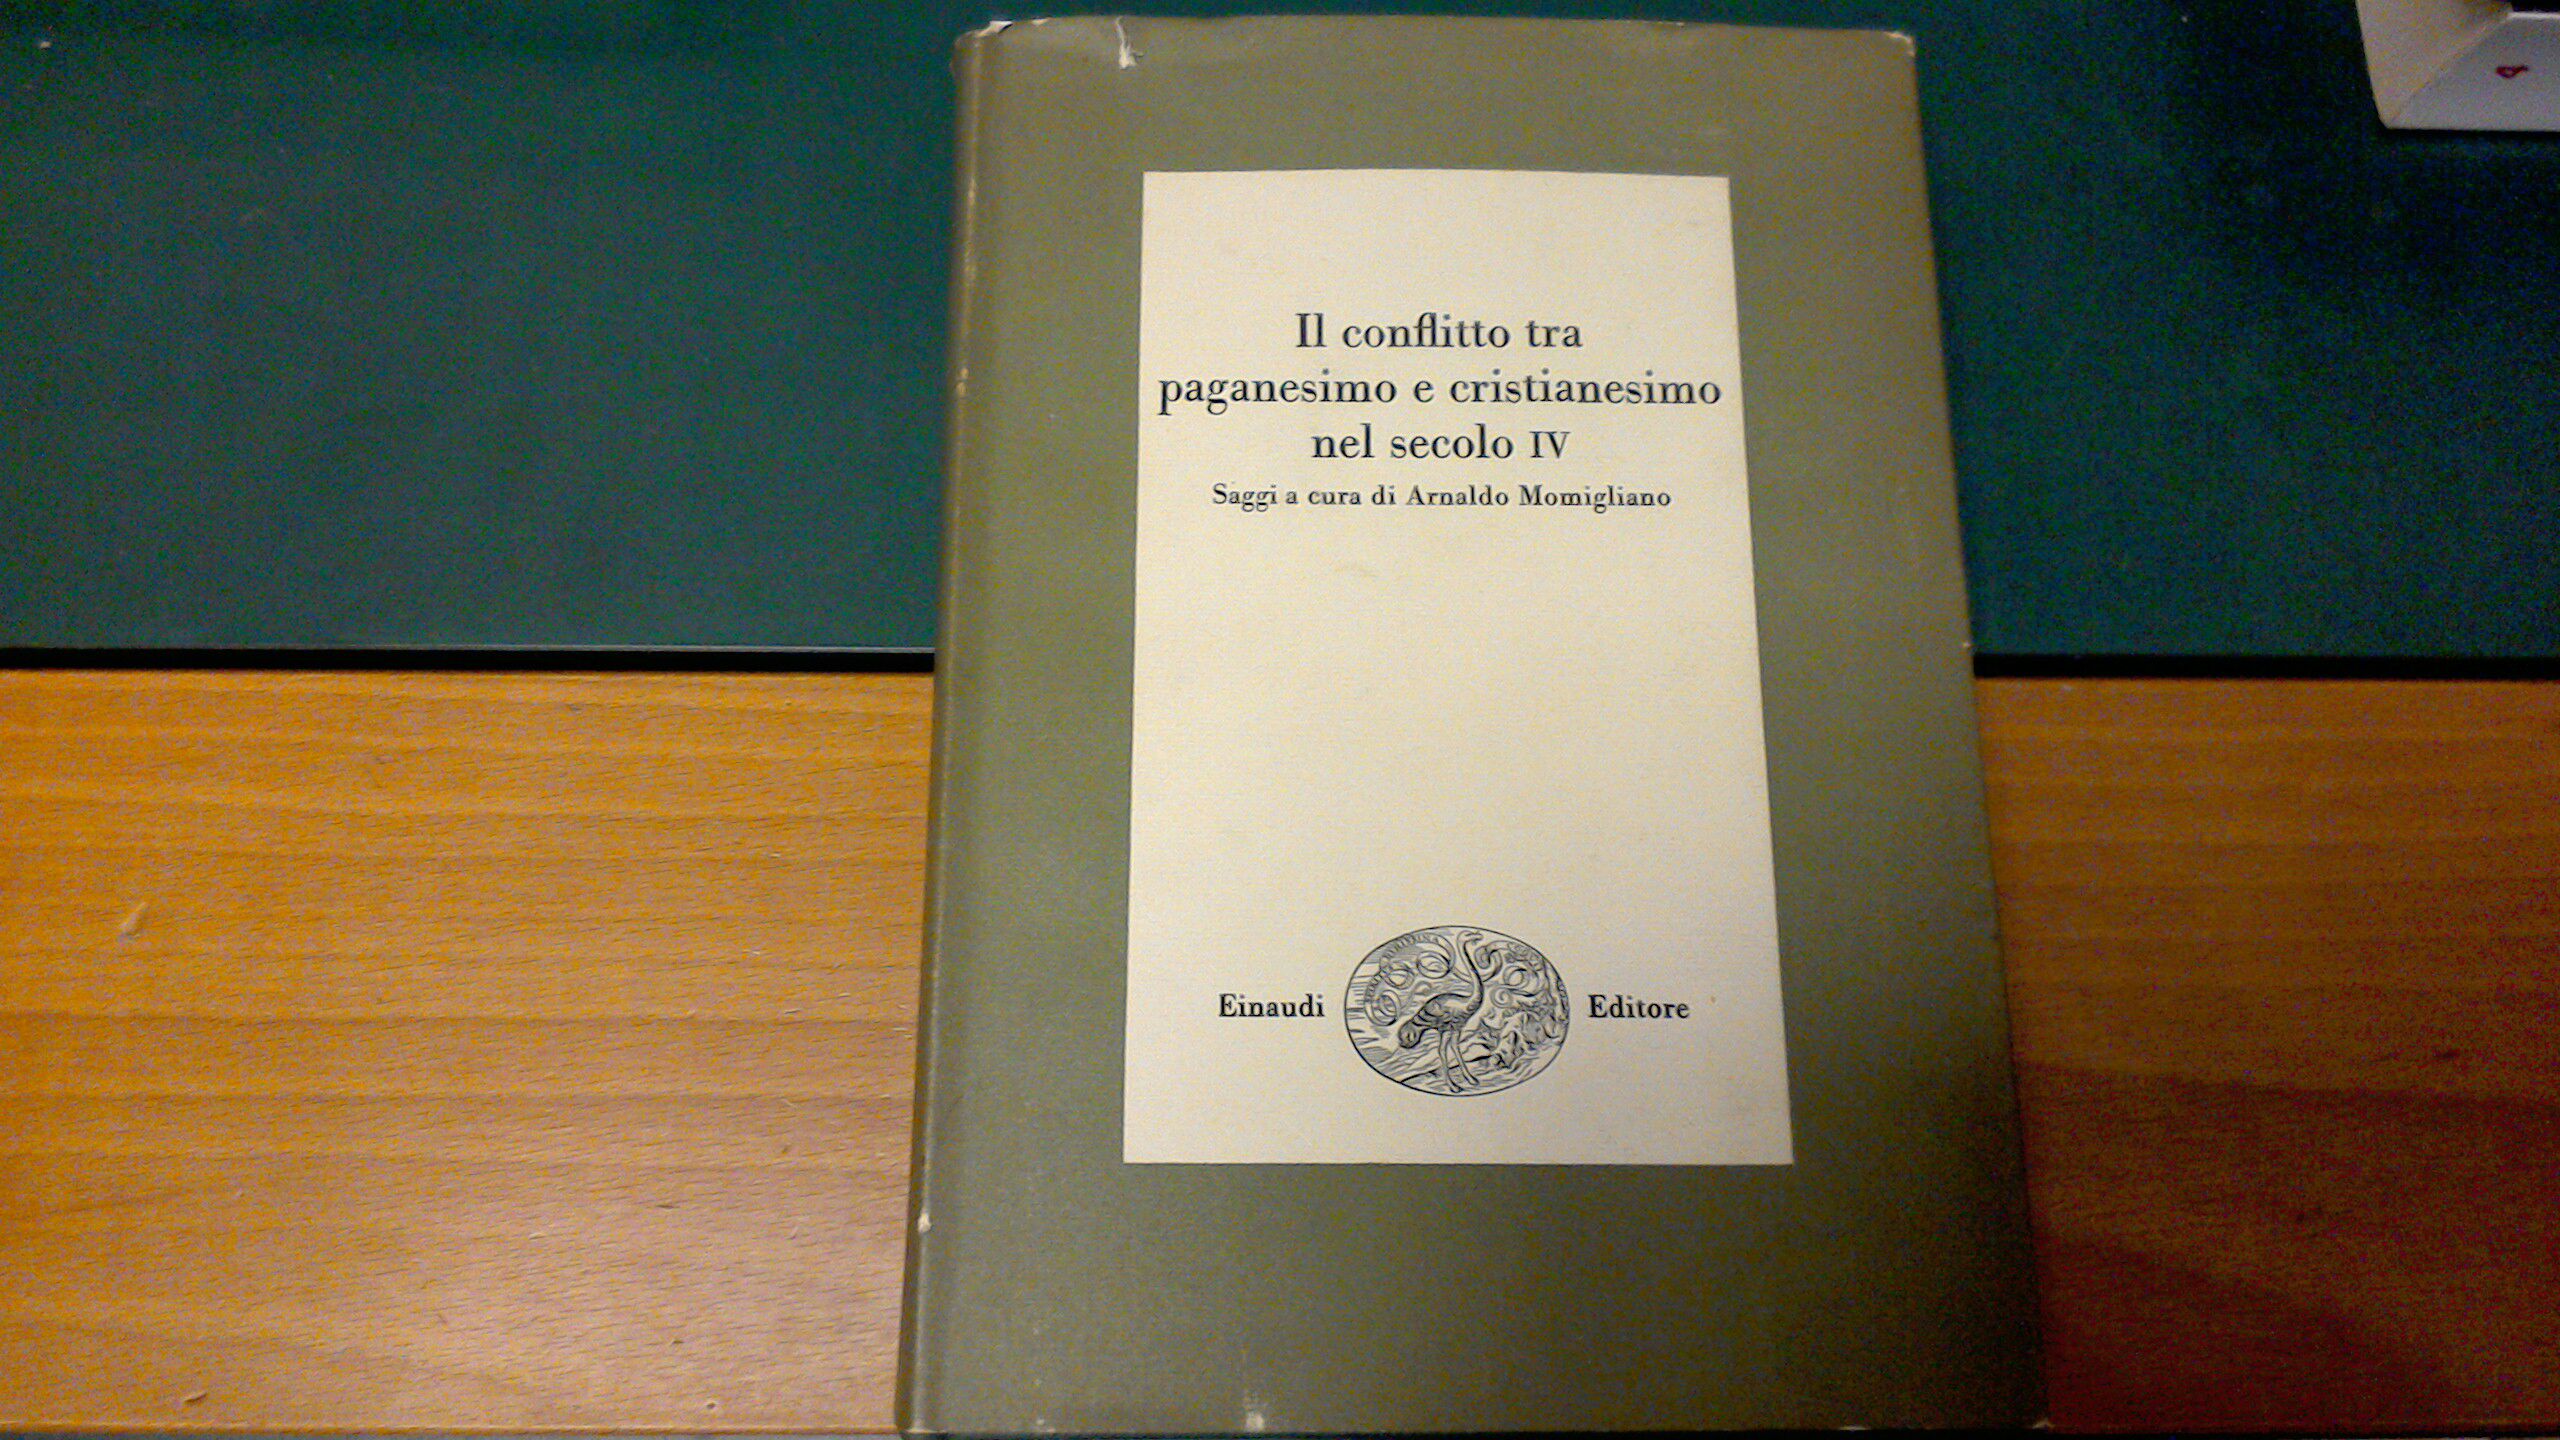 Il conflitto tra
paganesimo e cristianesimo
nel secolo IV
Saggi a cura di Arnaldo Momigliano
Einaudi Editore